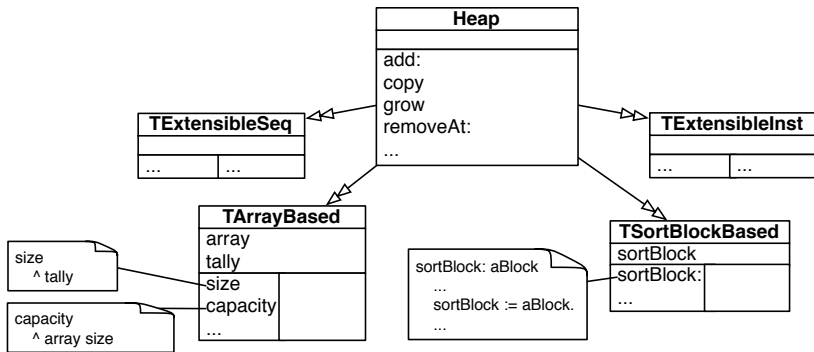 Heap
add:
copy
grow
removeAt:
...
TExtensibleSeq
... ...
TExtensibleInst
... ...
TArrayBased
array
tally
size
capacity
...
size
^ tally
capacity
^ array size
TSortBlockBased
sortBlock
sortBlock:
...
sortBlock: aBlock
...
sortBlock := aBlock.
...